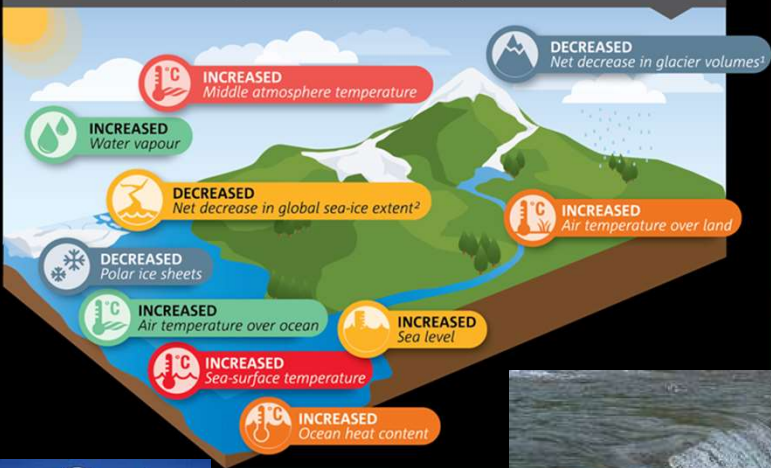 DECREASED
Net decrease in glacier volumes¹
INCREASED
Middle atmosphere temperature
INCREASED
Water vapour
DECREASED
Net decrease in global sea-ice extent²
INCREASED
Air temperature over land
DECREASED
Polar ice sheets
INCREASED
Air temperature over ocean
INCREASED
Sea level
INCREASED
Sea-surface temperature
INCREASED
Ocean heat content
°C
°C
°C
°C
°C